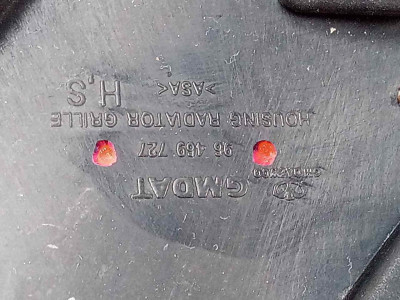 GMDAT
96 469 727
HOUSING RADIATOR GRILLE
>ASA<
H,S